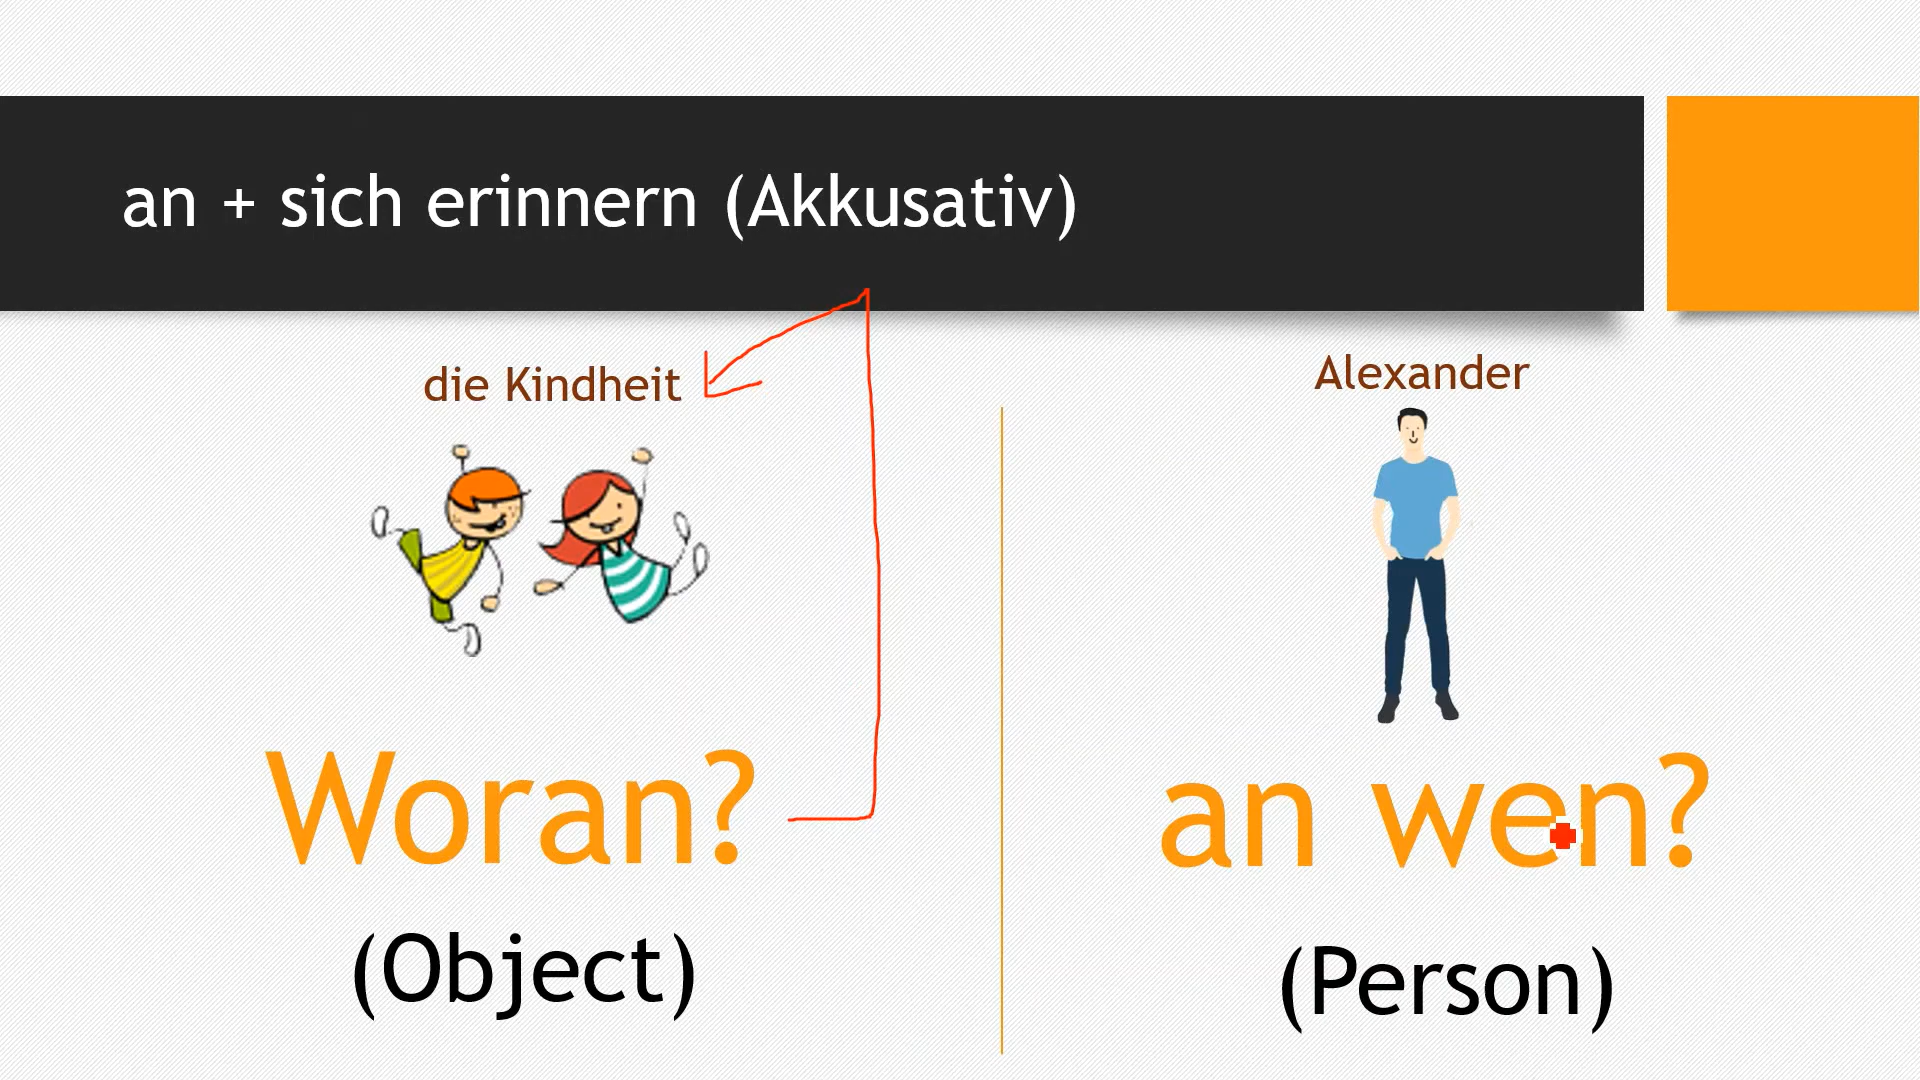 an + sich erinnern (Akkusativ)
die Kindheit
Woran?
(Object)
Alexander
an wen?
(Person)